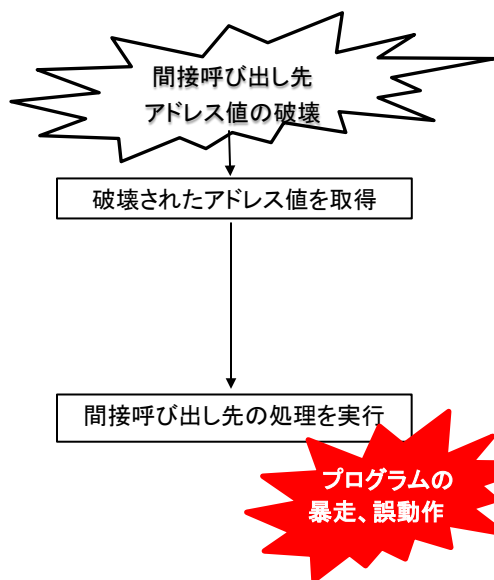 間接呼び出し先
アドレス値の破壊
破壊されたアドレス値を取得
間接呼び出し先の処理を実行
プログラムの
暴走、誤動作